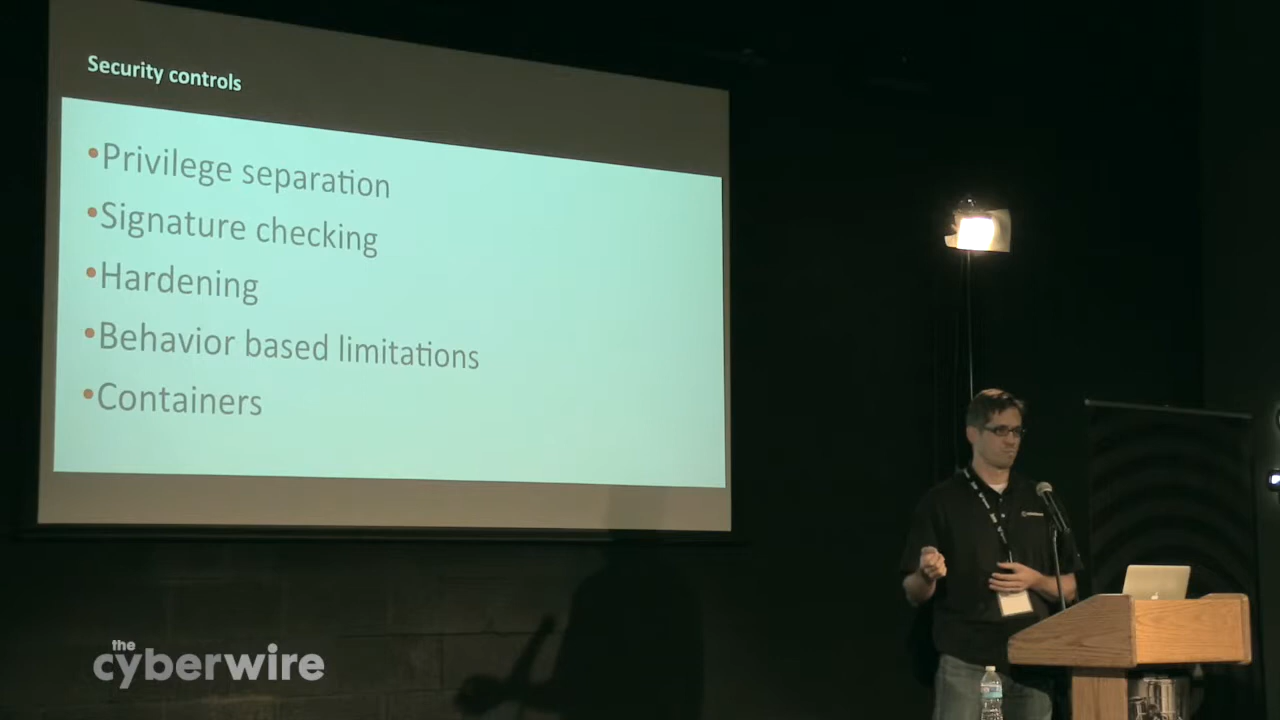 Security controls
•Privilege separation
•Signature checking
•Hardening
•Behavior based limitations
•Containers
the
cyberwire